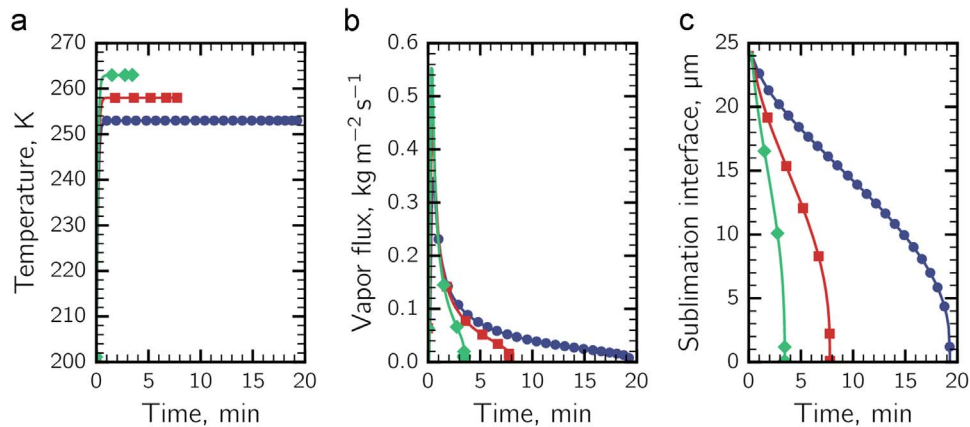 a
270
260
250
240
230
220
210
200
Temperature, K
0 5 10 15 20
Time, min
b
0.6
0.5
0.4
0.3
0.2
0.1
0.0
Vapor flux, kg m⁻² s⁻¹
0 5 10 15 20
Time, min
c
25
20
15
10
5
0
Sublimation interface, μm
0 5 10 15 20
Time, min